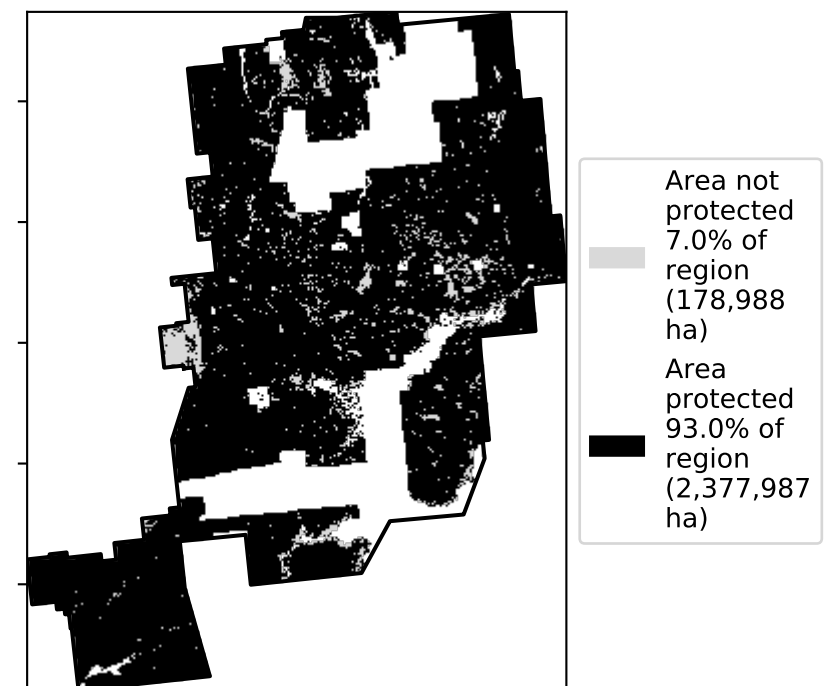 Area not
protected
7.0% of
region
(178,988
ha)
Area
protected
93.0% of
region
(2,377,987
ha)